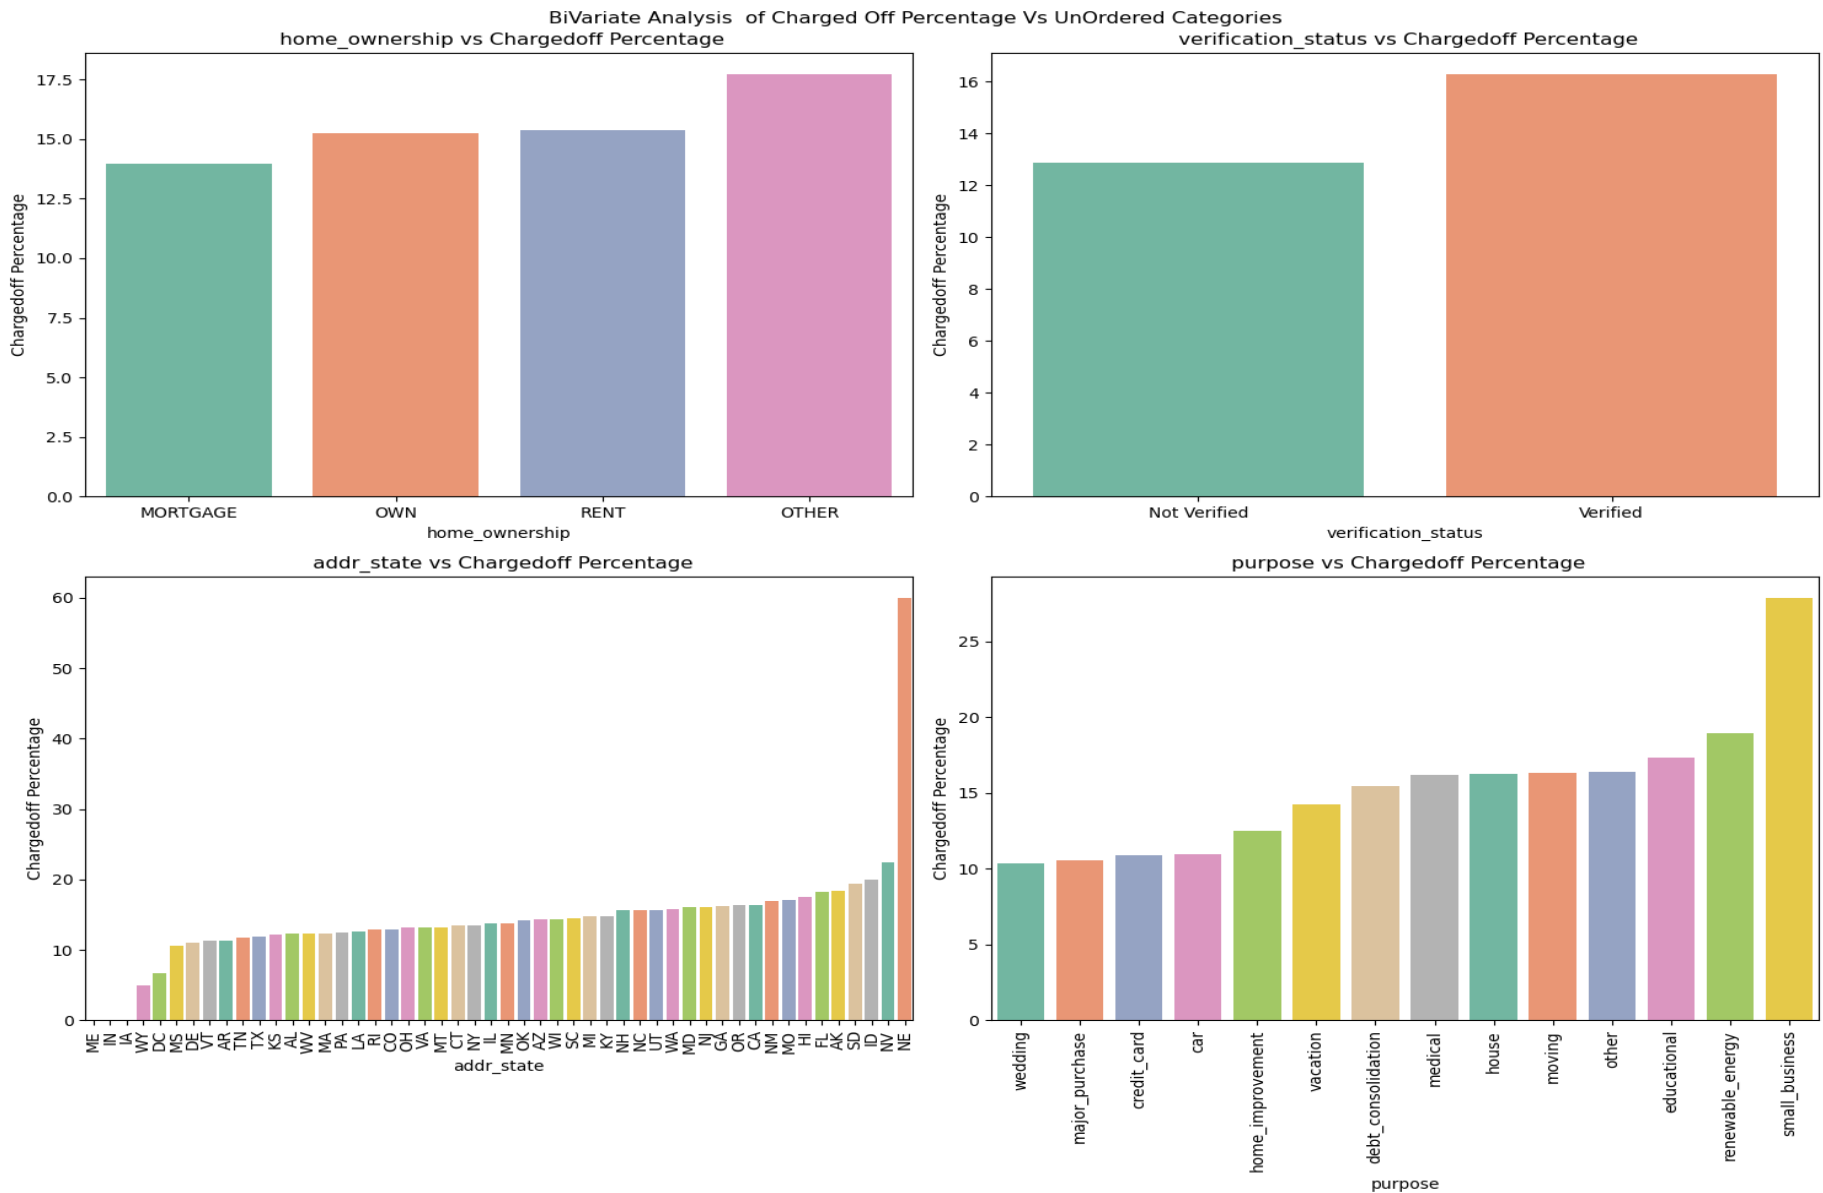 BiVariate Analysis  of Charged Off Percentage Vs UnOrdered Categories
home_ownership vs Chargedoff Percentage
Chargedoff Percentage
17.5
15.0
12.5
10.0
7.5
5.0
2.5
0.0
MORTGAGE OWN RENT OTHER
home_ownership
verification_status vs Chargedoff Percentage
Chargedoff Percentage
16
14
12
10
8
6
4
2
0
Not Verified Verified
verification_status
addr_state vs Chargedoff Percentage
Chargedoff Percentage
60
50
40
30
20
10
0
ME IN IA WY DC MS DE VT AR TN TX KS AL WV MA PA LA RI CO OH VA MT CT NY IL MN OK AZ WI SC MI KY NH NC UT WA MD NJ GA OR CA NM MO HI FL AK SD ID NV NE
addr_state
purpose vs Chargedoff Percentage
Chargedoff Percentage
25
20
15
10
5
0
wedding
major_purchase
credit_card
car
home_improvement
vacation
debt_consolidation
medical
house
moving
other
educational
renewable_energy
small_business
purpose